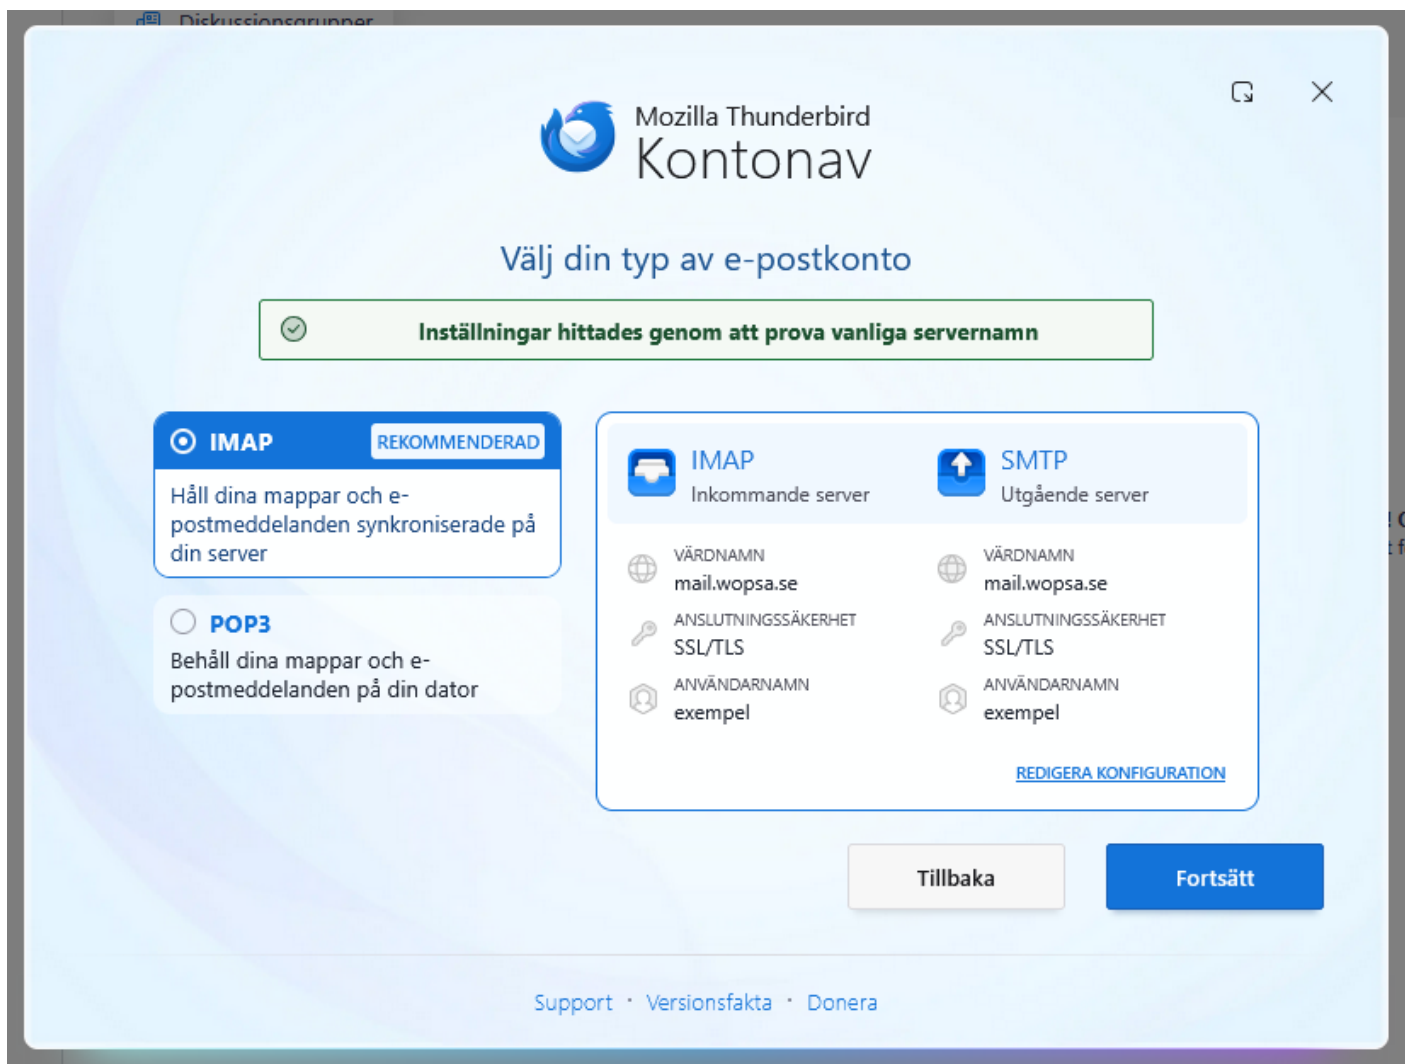 Diskussionsgrupper
Mozilla Thunderbird
Kontonav
Välj din typ av e-postkonto
Inställningar hittades genom att prova vanliga servernamn
IMAP
REKOMMENDERAD
Håll dina mappar och e-
postmeddelanden synkroniserade på
din server
POP3
Behåll dina mappar och e-
postmeddelanden på din dator
IMAP
Inkommande server
SMTP
Utgående server
VÄRDNAMN
mail.wopsa.se
ANSLUTNINGSSÄKERHET
SSL/TLS
ANVÄNDARNAMN
exempel
VÄRDNAMN
mail.wopsa.se
ANSLUTNINGSSÄKERHET
SSL/TLS
ANVÄNDARNAMN
exempel
REDIGERA KONFIGURATION
Tillbaka
Fortsätt
Support · Versionsfakta · Donera